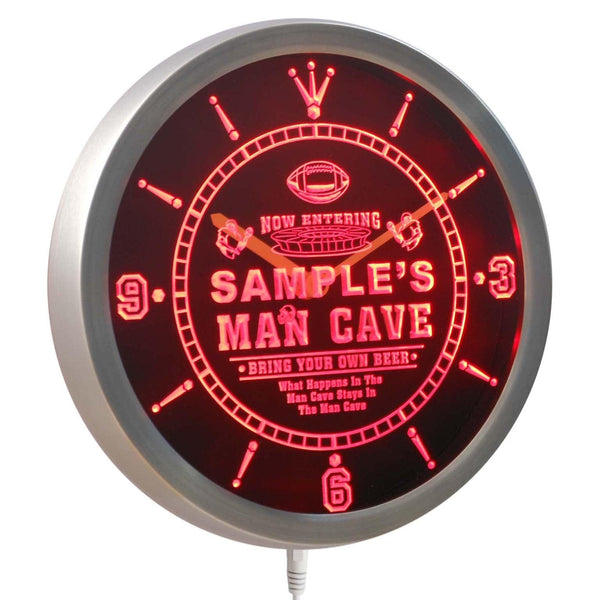 NOW ENTERING
SAMPLE'S
MAN CAVE
9 3
BRING YOUR OWN BEER
What Happens In The
Man Cave Stays In
The Man Cave
6